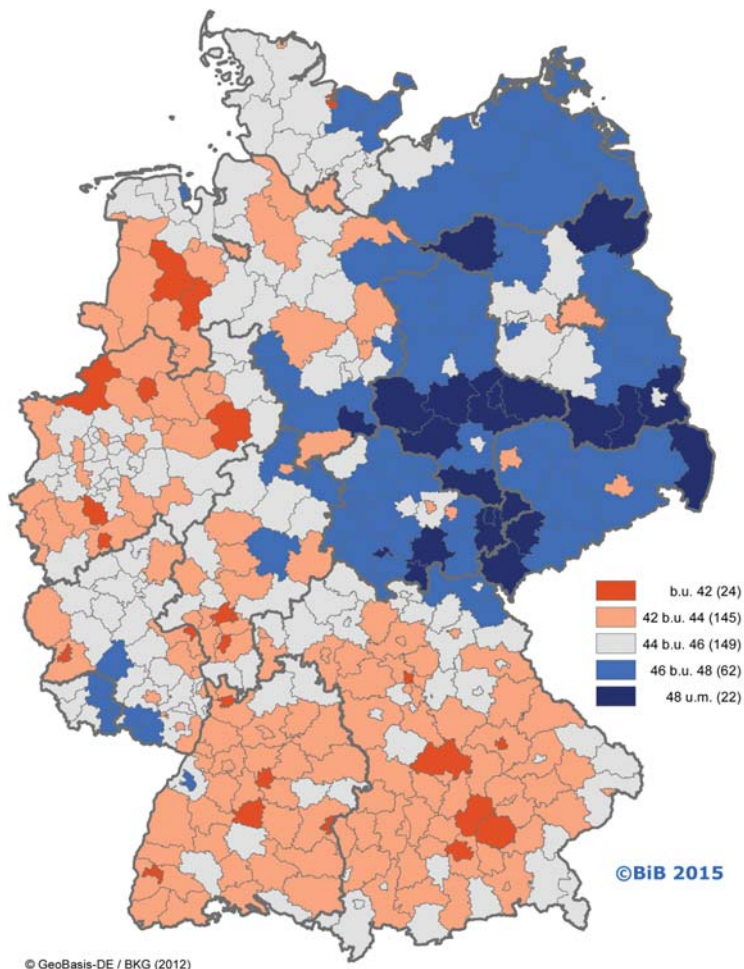 b.u. 42 (24)
42 b.u. 44 (145)
44 b.u. 46 (149)
46 b.u. 48 (62)
48 u.m. (22)
©BiB 2015
© GeoBasis-DE / BKG (2012)